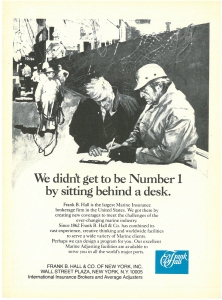 We didn't get to be Number 1
by sitting behind a desk.
Frank B. Hall is the largest Marine Insurance
brokerage firm in the United States. We got there by
creating new coverages to meet the challenges of the
ever-changing marine industry.
Since 1862 Frank B. Hall & Co. has combined its
vast experience, creative thinking and worldwide facilities
to serve a wide variety of Marine clients.
Perhaps we can design a program for you. Our excellent
Marine Adjusting facilities are available to
serve you in all the world's major ports.
Frank
Hall
FRANK B. HALL & CO. OF NEW YORK, INC.
WALL STREET PLAZA, NEW YORK, N.Y. 10005
International Insurance Brokers and Average Adjusters